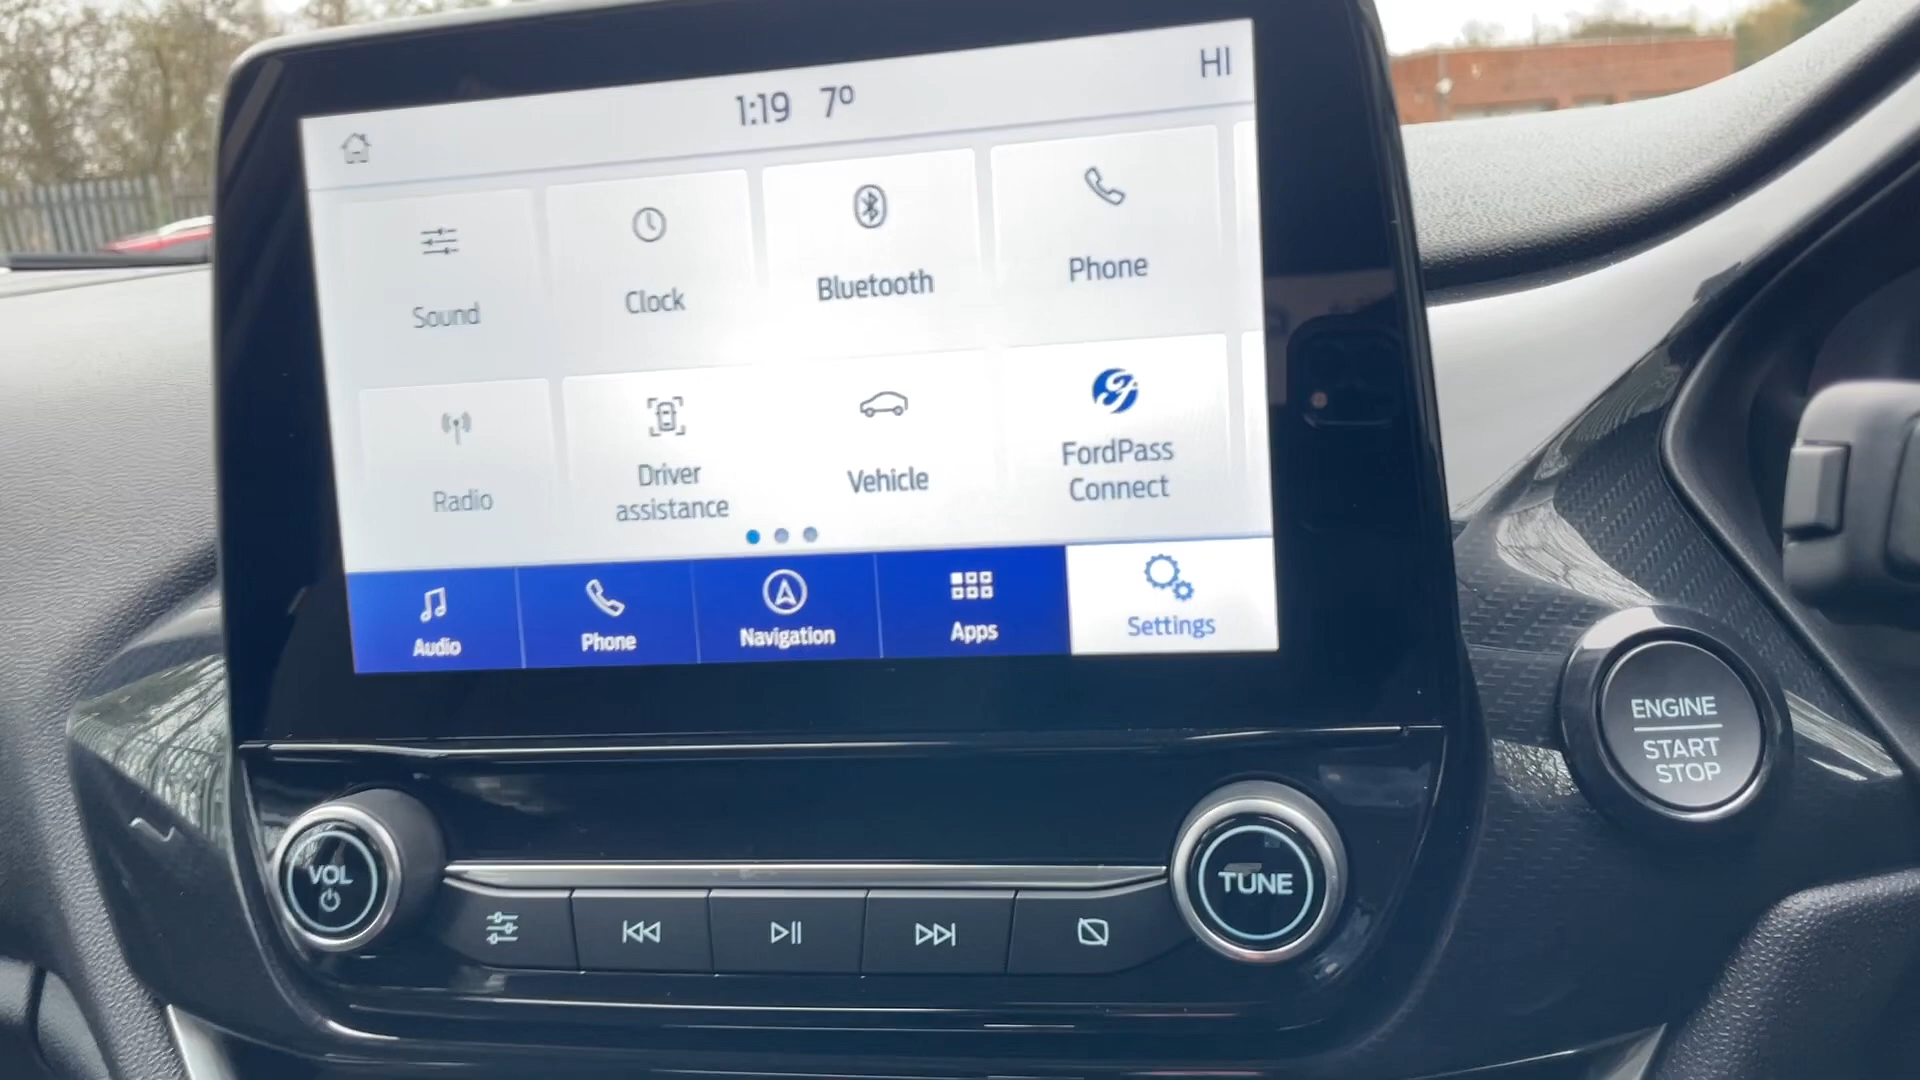 1:19 7°
HI
Sound
Clock
Bluetooth
Phone
Radio
Driver
assistance
Vehicle
FordPass
Connect
Audio
Phone
Navigation
Apps
Settings
ENGINE
START
STOP
VOL
TUNE